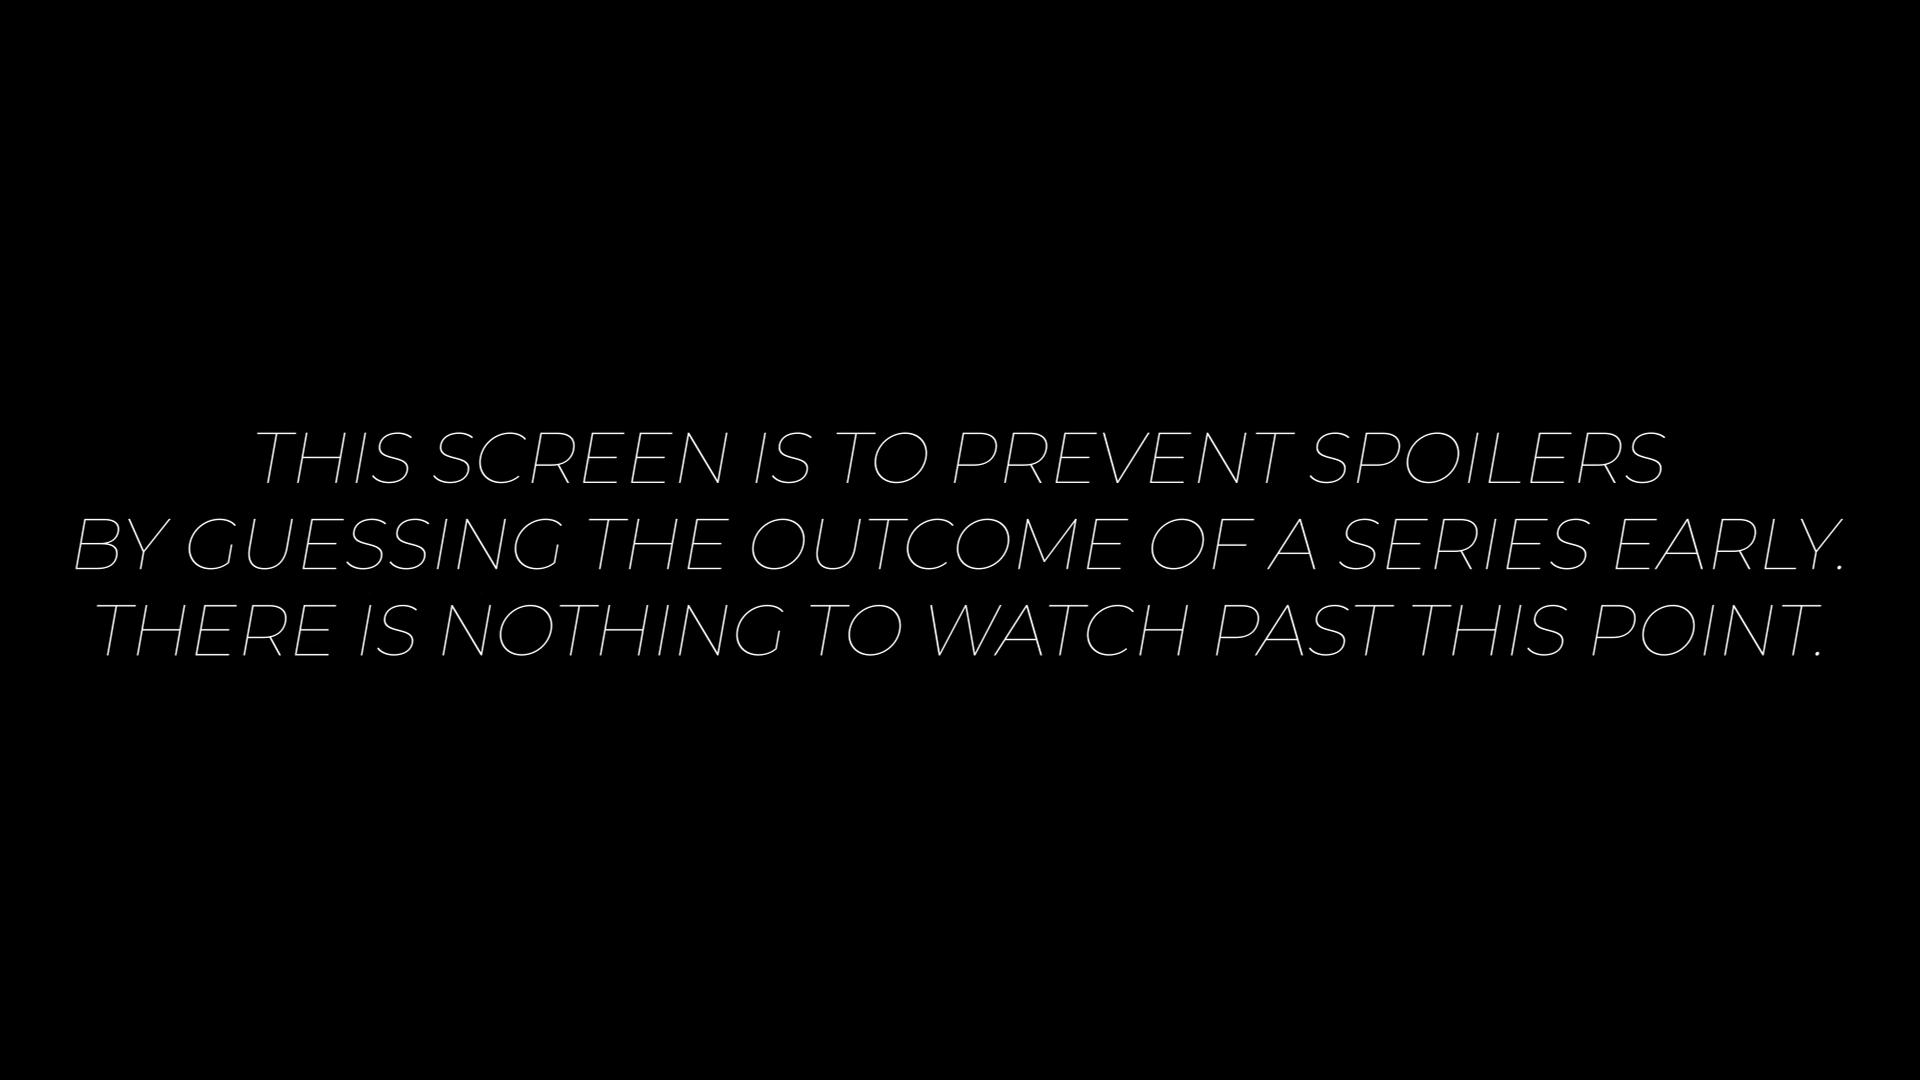 THIS SCREEN IS TO PREVENT SPOILERS
BY GUESSING THE OUTCOME OF A SERIES EARLY.
THERE IS NOTHING TO WATCH PAST THIS POINT.